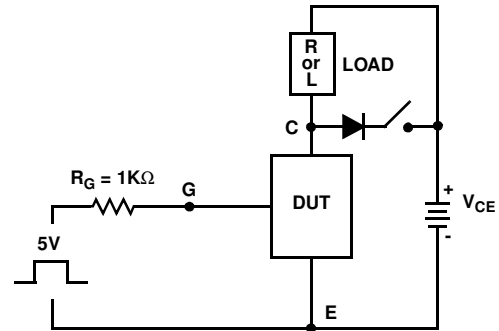 R
or
L
LOAD
C
R_G = 1KΩ
G
DUT
5V
+
V_CE
-
E